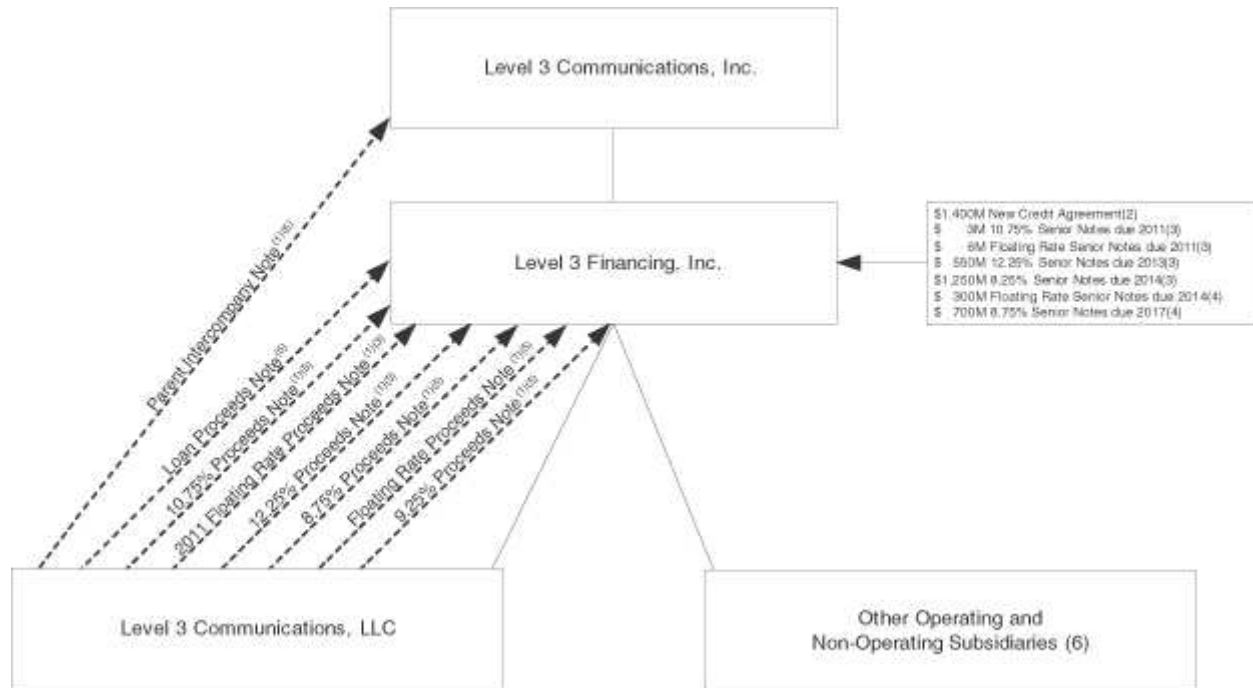 Level 3 Communications, Inc.
Level 3 Financing, Inc.
$1,400M New Credit Agreement(2)
$ 3M 10.75% Senior Notes due 2011(3)
$ 6M Floating Rate Senior Notes due 2011(3)
$ 550M 12.25% Senior Notes due 2013(3)
$1,250M 9.25% Senior Notes due 2014(3)
$ 300M Floating Rate Senior Notes due 2014(4)
$ 700M 8.75% Senior Notes due 2017(4)
Parent Intercompany Note
Loan Proceeds Note
10.75% Proceeds Note
2011 Floating Rate Proceeds Note
12.25% Proceeds Note
8.75% Proceeds Note
Floating Rate Proceeds Note
9.25% Proceeds Note
Level 3 Communications, LLC
Other Operating and
Non-Operating Subsidiaries (6)